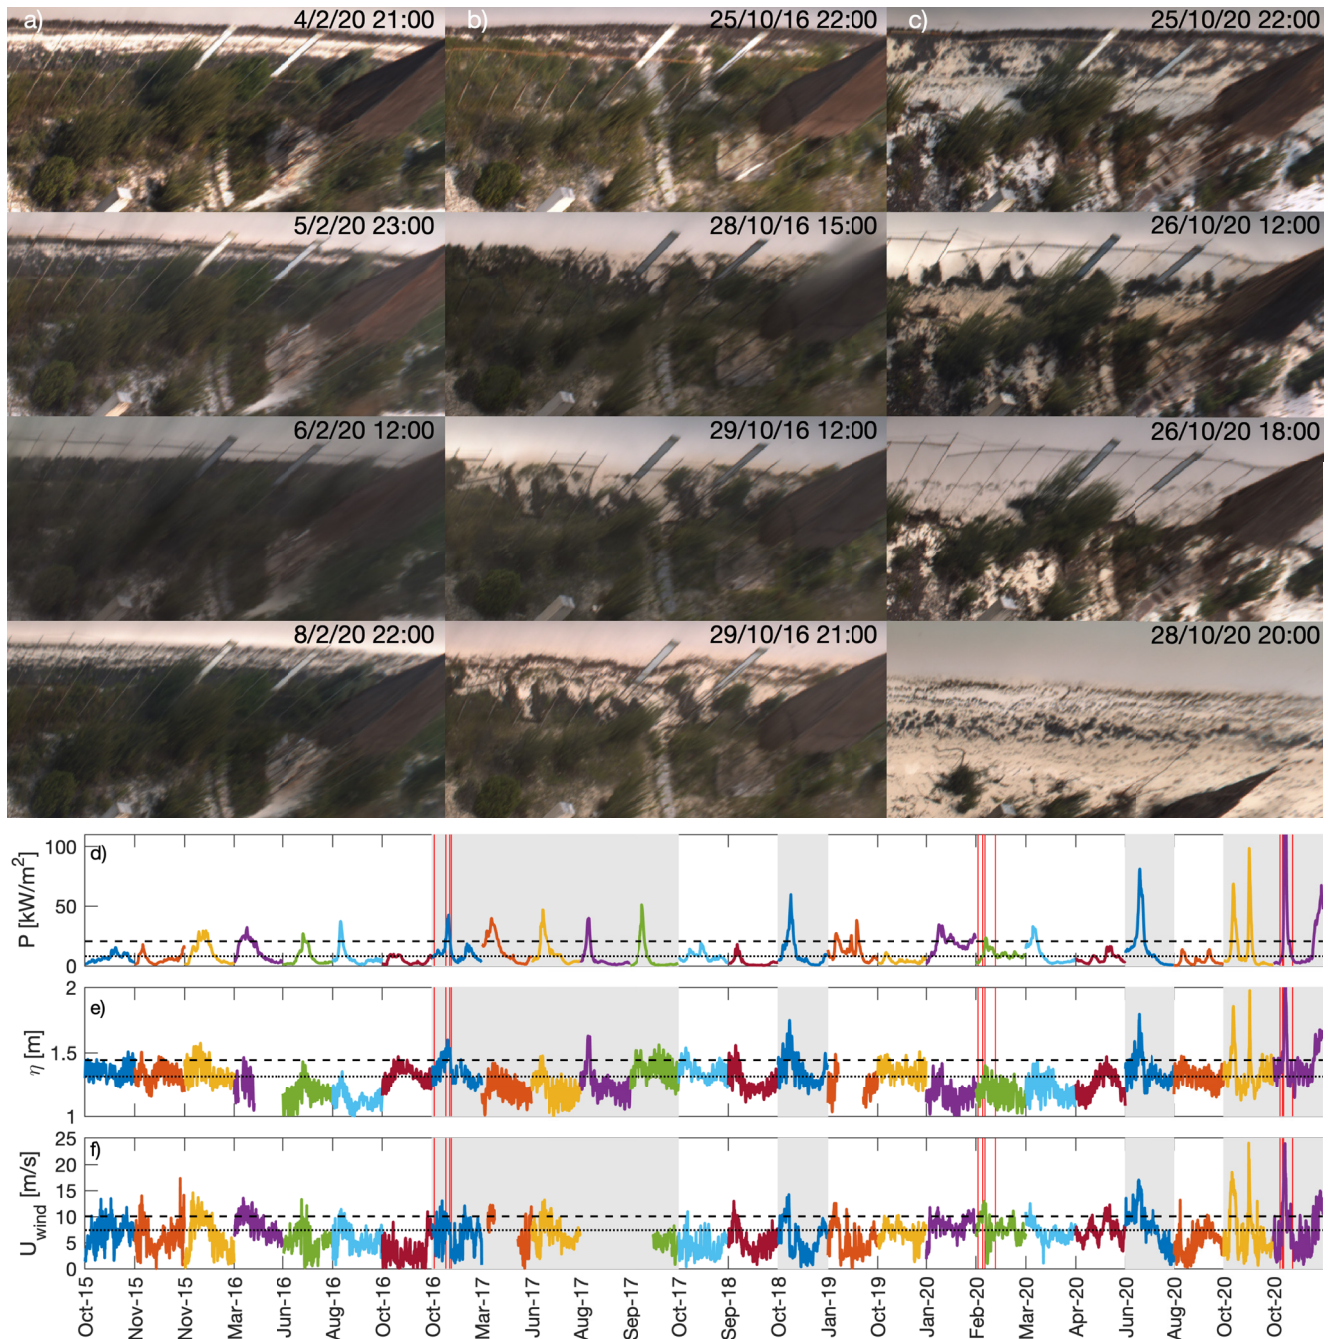 a) 4/2/20 21:00 b) 25/10/16 22:00 c) 25/10/20 22:00
5/2/20 23:00 28/10/16 15:00 26/10/20 12:00
6/2/20 12:00 29/10/16 12:00 26/10/20 18:00
8/2/20 22:00 29/10/16 21:00 28/10/20 20:00
d)
P [kW/m²]
100
50
0
e)
η [m]
2
1.5
1
f)
U_wind [m/s]
25
20
15
10
5
0
Oct-15 Nov-15 Nov-15 Mar-16 Jun-16 Aug-16 Oct-16 Oct-16 Mar-17 Jun-17 Aug-17 Sep-17 Oct-17 Sep-18 Oct-18 Jan-19 Oct-19 Jan-20 Feb-20 Mar-20 Apr-20 Jun-20 Aug-20 Oct-20 Oct-20